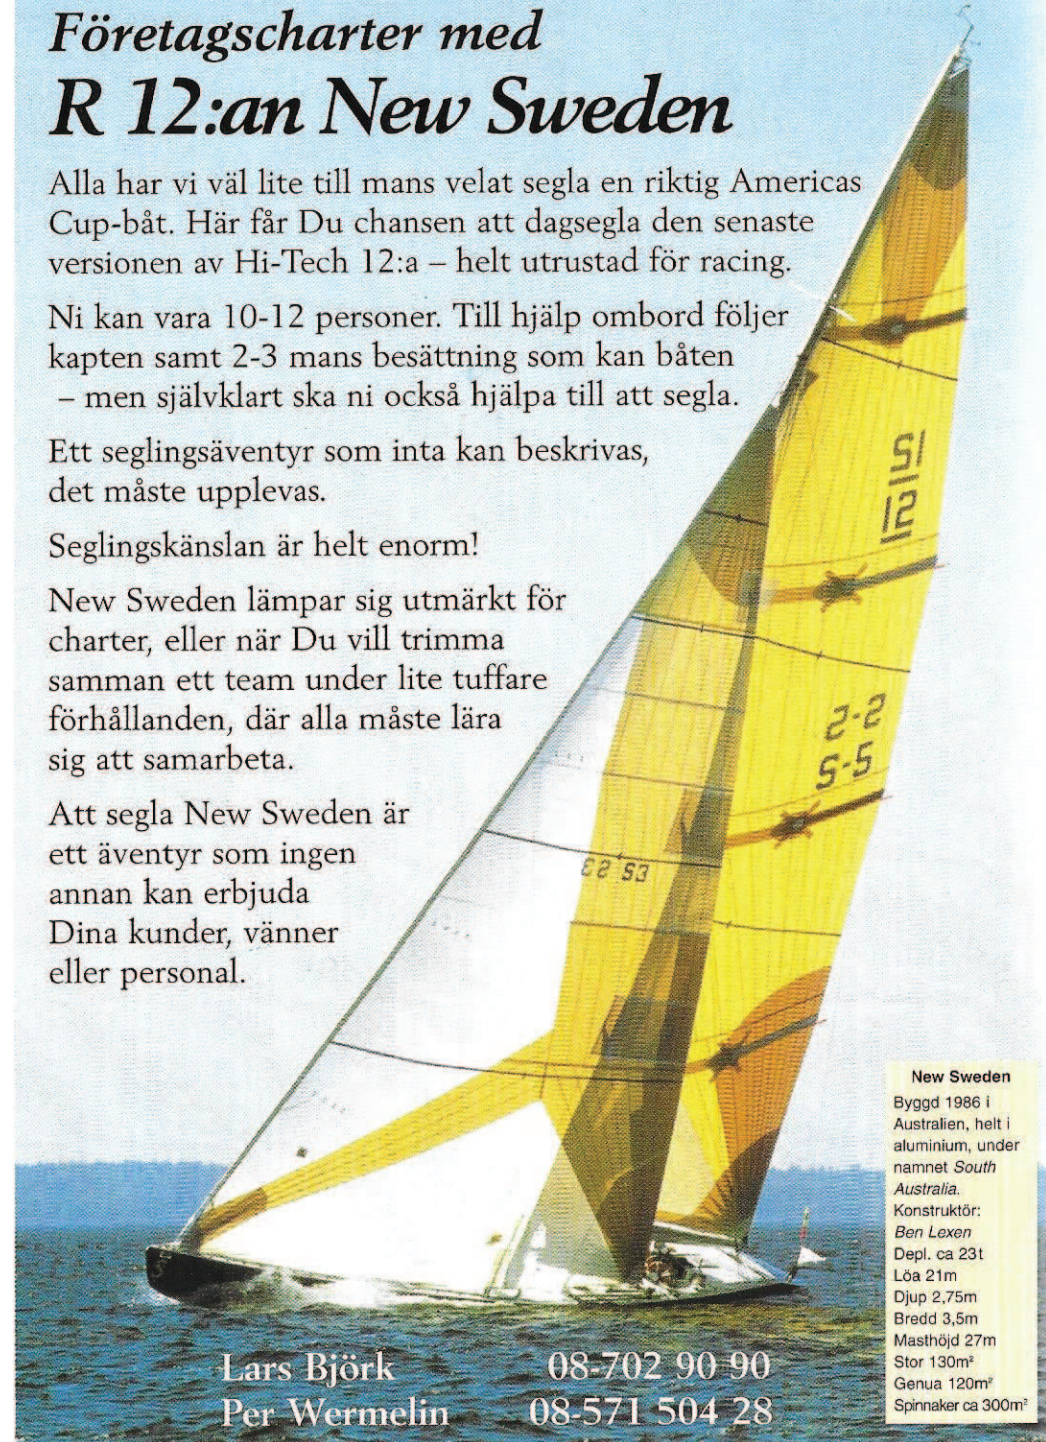 Företagscharter med
R 12:an New Sweden
Alla har vi väl lite till mans velat segla en riktig Americas
Cup-båt. Här får Du chansen att dagsegla den senaste
versionen av Hi-Tech 12:a – helt utrustad för racing.
Ni kan vara 10-12 personer. Till hjälp ombord följer
kapten samt 2-3 mans besättning som kan båten
– men självklart ska ni också hjälpa till att segla.
Ett seglingsäventyr som inta kan beskrivas,
det måste upplevas.
Seglingskänslan är helt enorm!
New Sweden lämpar sig utmärkt för
charter, eller när Du vill trimma
samman ett team under lite tuffare
förhållanden, där alla måste lära
sig att samarbeta.
Att segla New Sweden är
ett äventyr som ingen
annan kan erbjuda
Dina kunder, vänner
eller personal.
12
S-5
S-5
53
New Sweden
Byggd 1986 i
Australien, helt i
aluminium, under
namnet South
Australia.
Konstruktör:
Ben Lexen
Depl. ca 23t
Löa 21m
Djup 2,75m
Bredd 3,5m
Masthöjd 27m
Stor 130m²
Genua 120m²
Spinnaker ca 300m²
Lars Björk 08-702 90 90
Per Wermelin 08-571 504 28